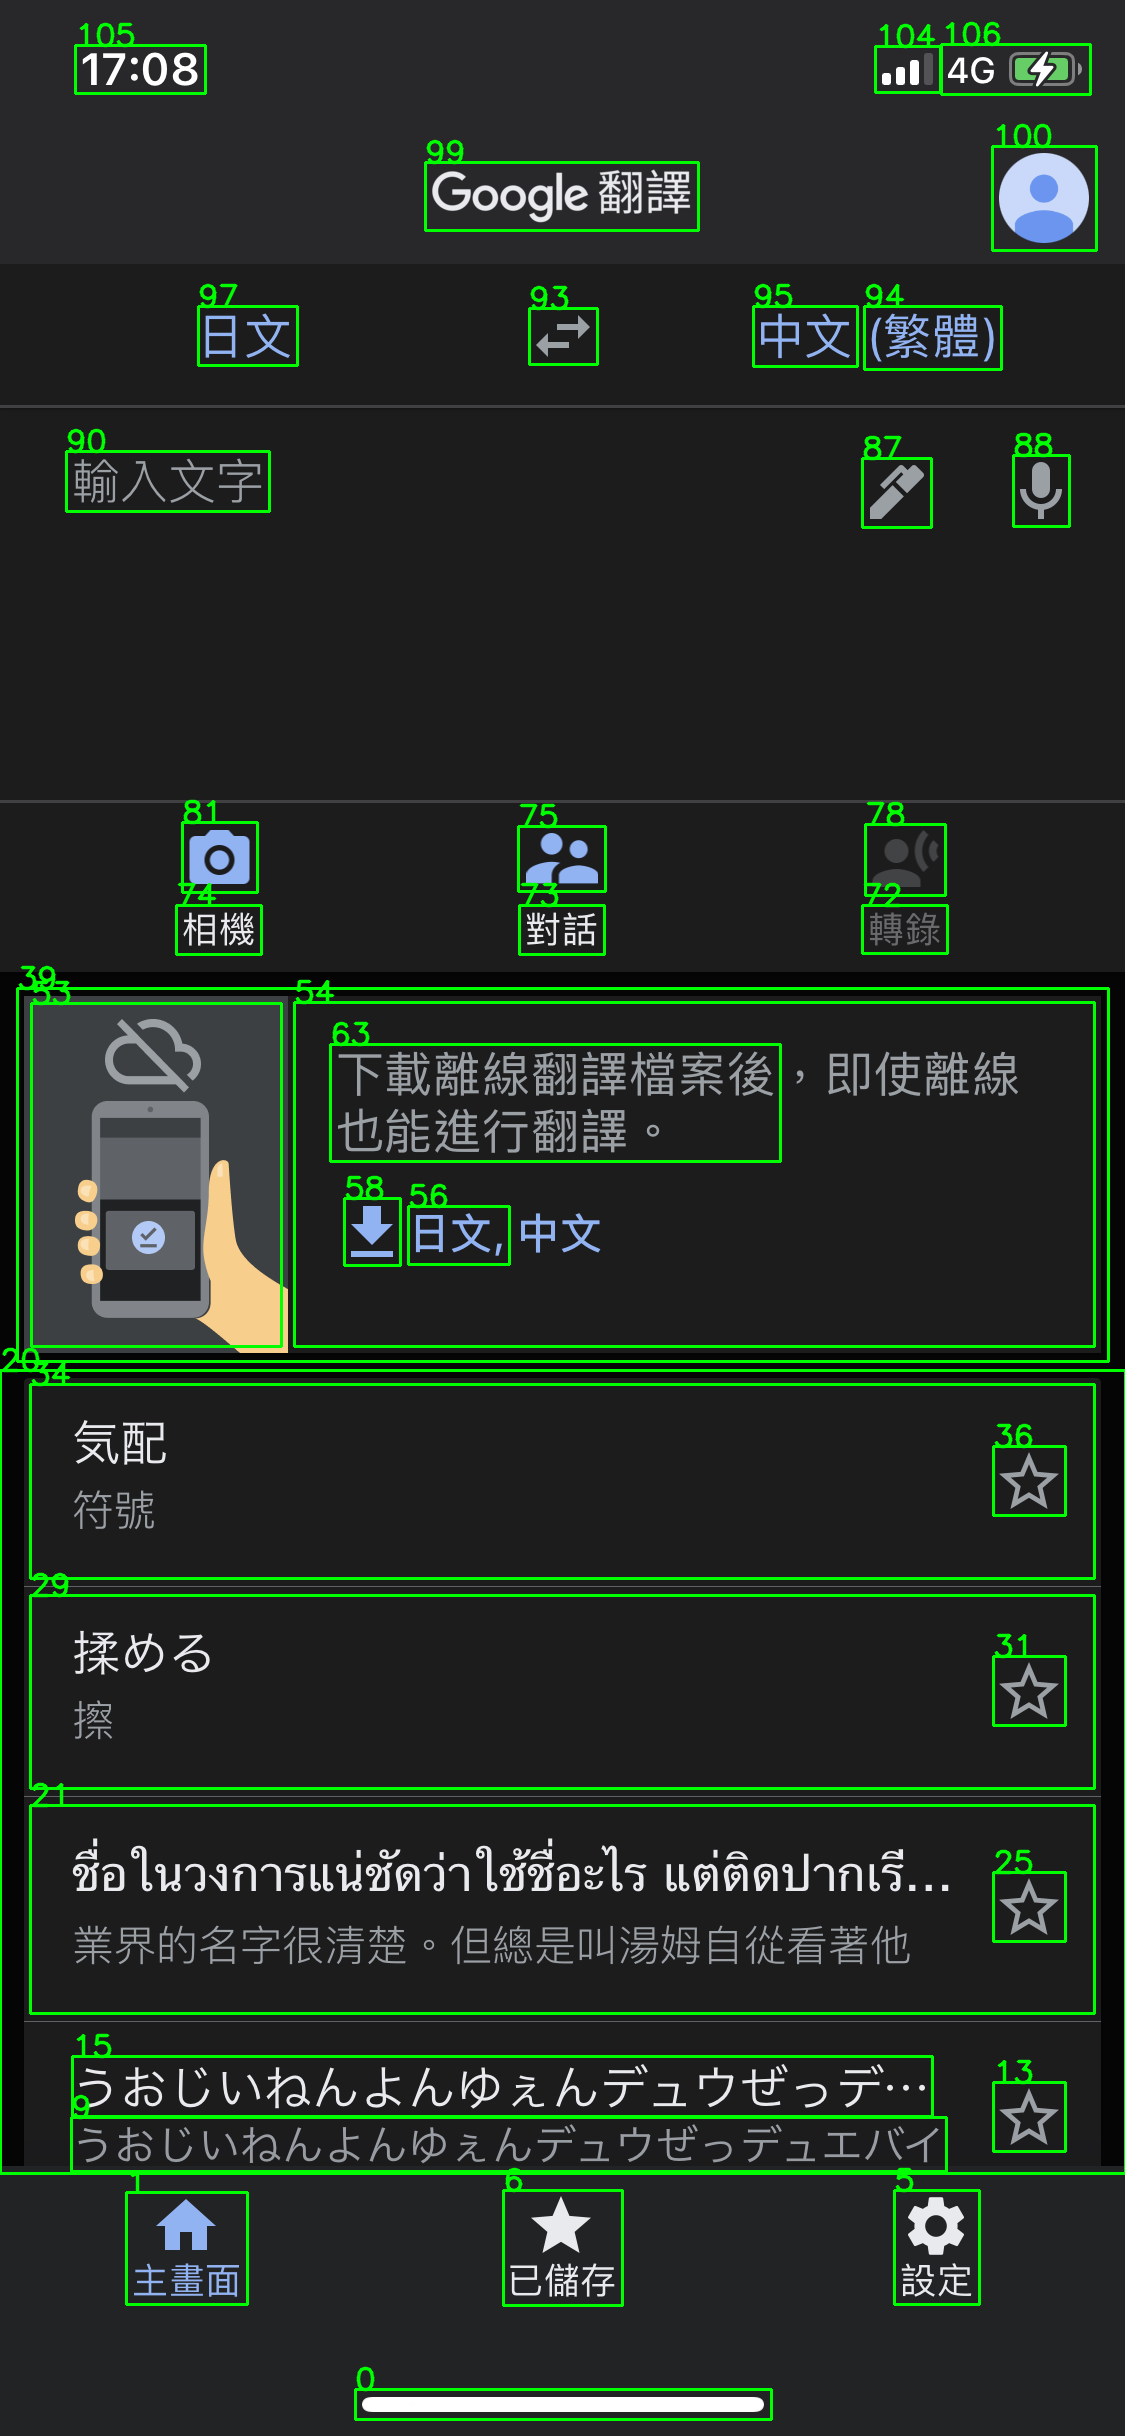 17:08 4G
Google 翻譯
日文 中文 (繁體)
輸入文字
相機 對話 轉錄
下載離線翻譯檔案後，即使離線
也能進行翻譯。
日文, 中文
気配
符號
揉める
擦
ชื่อในวงการแน่ชัดว่าใช้ชื่ออะไร แต่ติดปากเรี...
業界的名字很清楚。但總是叫湯姆自從看著他
うおじいねんよんゆぇんデュウぜっデ…
うおじいねんよんゆぇんデュウぜっデュエバイ
主畫面 已儲存 設定